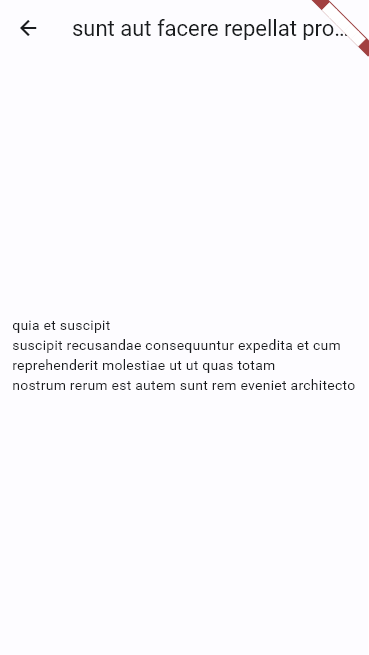 sunt aut facere repellat pro...
quia et suscipit
suscipit recusandae consequuntur expedita et cum
reprehenderit molestiae ut ut quas totam
nostrum rerum est autem sunt rem eveniet architecto